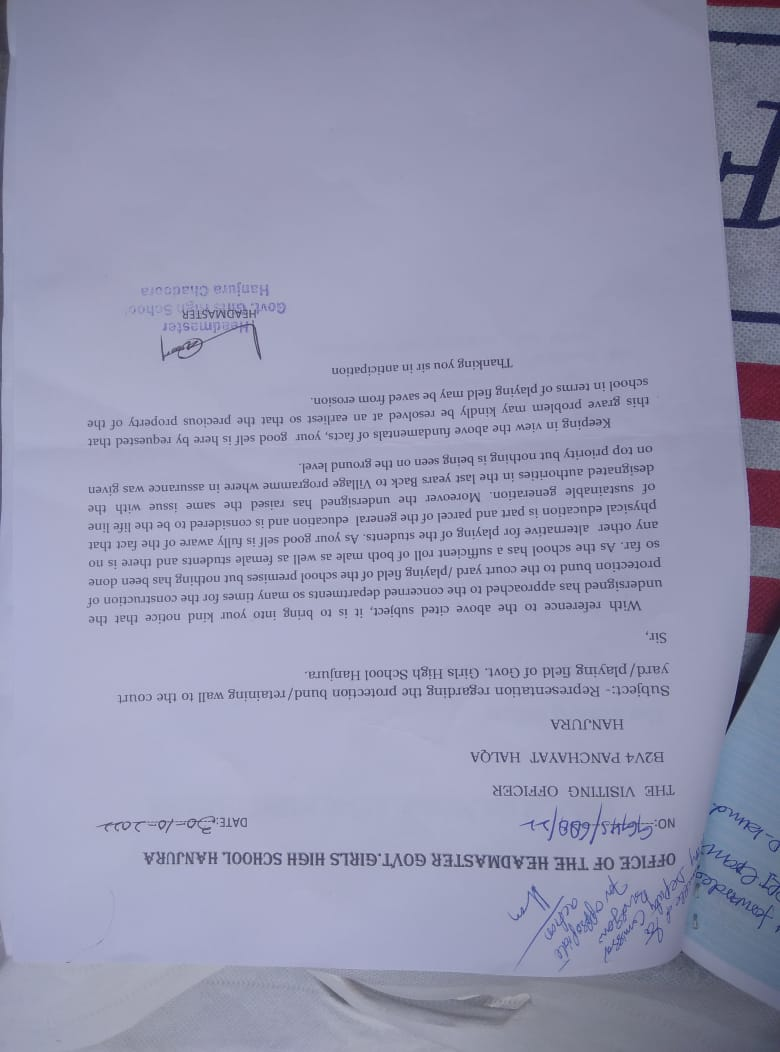 for appropriate
action
OFFICE OF THE HEADMASTER GOVT.GIRLS HIGH SCHOOL HANJURA
NO:
DATE: 30-10-2022
THE VISITING OFFICER
B2V4 PANCHAYAT HALQA
HANJURA
Subject:- Representation regarding the protection bund/retaining wall to the court
yard/playing field of Govt. Girls High School Hanjura.
Sir,
With reference to the above cited subject, it is to bring into your kind notice that the
undersigned has approached to the concerned departments so many times for the construction of
protection bund to the court yard /playing field of the school premises but nothing has been done
so far. As the school has a sufficient roll of both male as well as female students and there is no
any other alternative for playing of the students. As your good self is fully aware of the fact that
physical education is part and parcel of the general education and is considered to be the life line
of sustainable generation. Moreover the undersigned has raised the same issue with the
designated authorities in the last years Back to Village programme where in assurance was given
on top priority but nothing is being seen on the ground level.
Keeping in view the above fundamentals of facts, your good self is here by requested that
this grave problem may kindly be resolved at an earliest so that the precious property of the
school in terms of playing field may be saved from erosion.
Thanking you sir in anticipation
Headmaster
HEADMASTER
Govt. Girls High School
Hanjura Chadoora